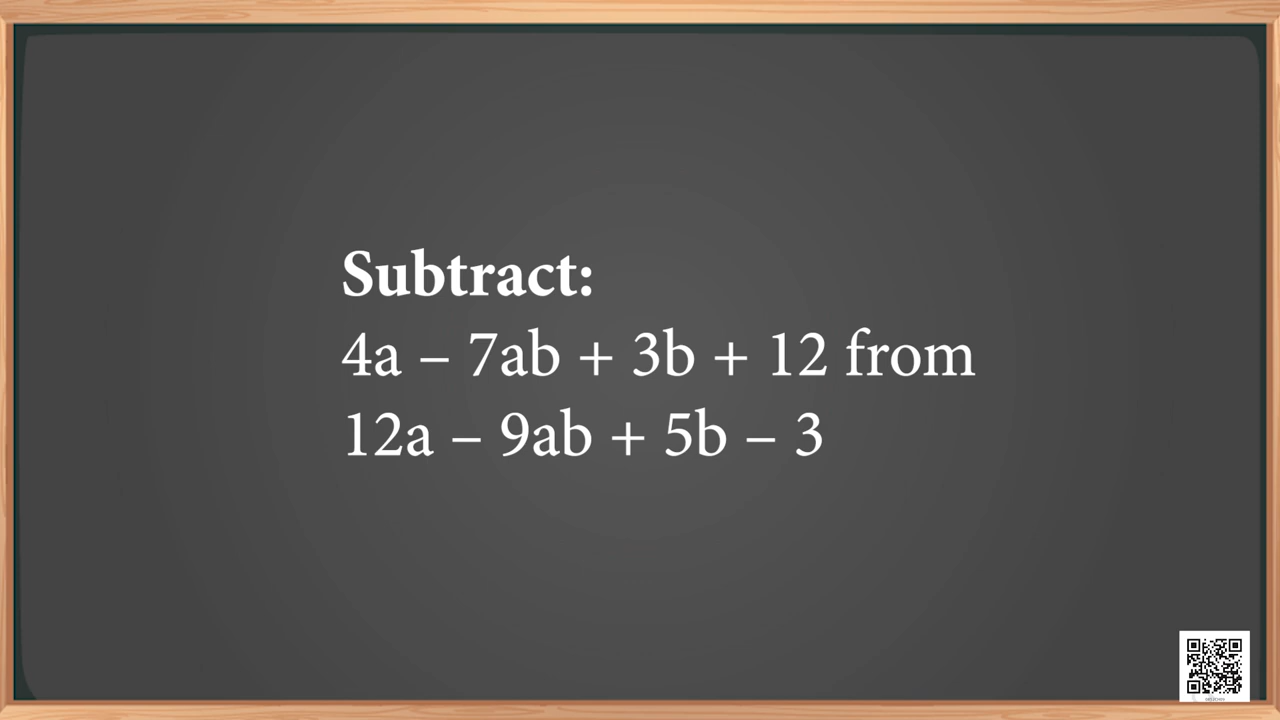 Subtract:
4a – 7ab + 3b + 12 from
12a – 9ab + 5b – 3